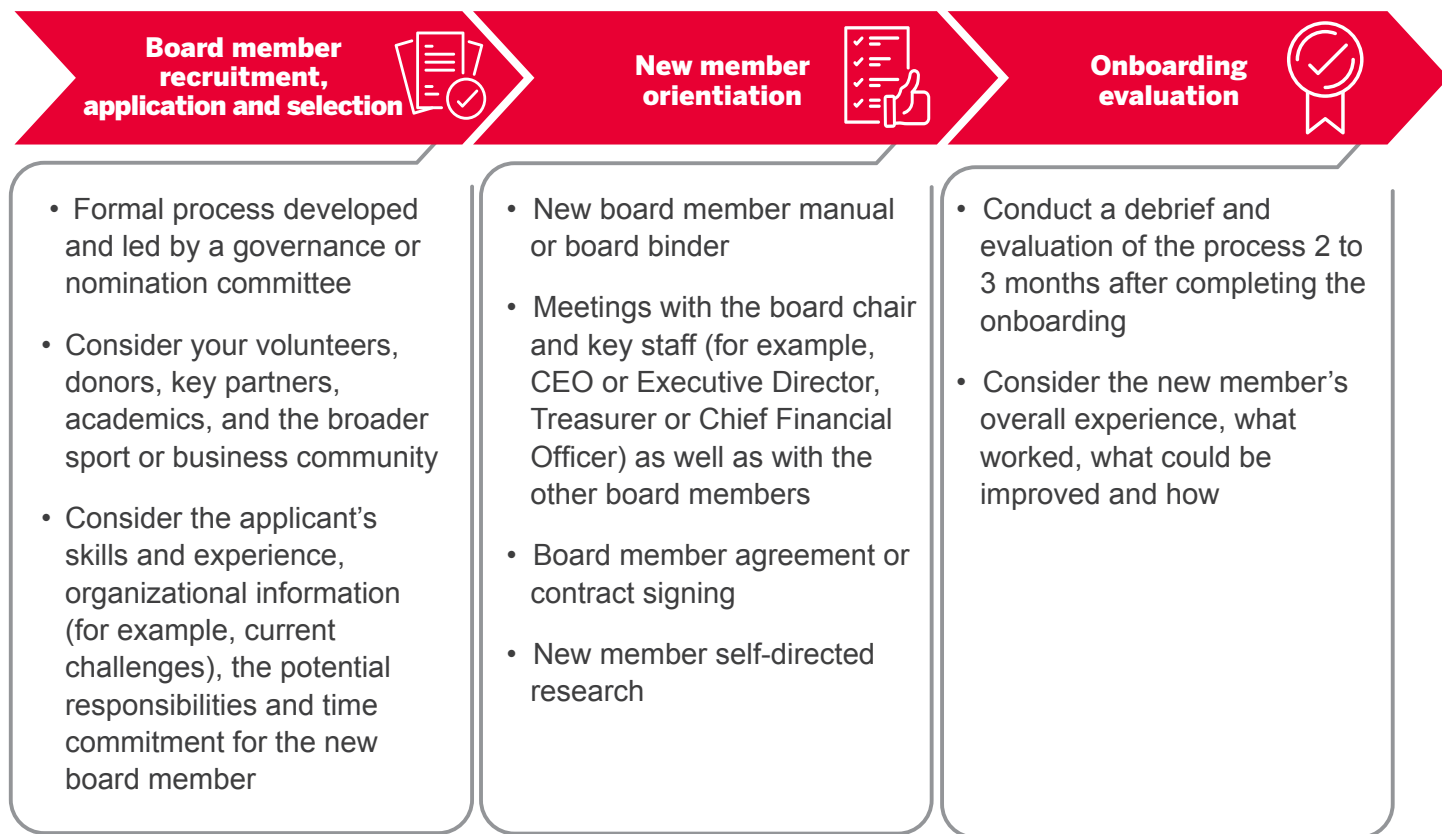 Board member
recruitment,
application and selection
New member
orientiation
Onboarding
evaluation
• Formal process developed
and led by a governance or
nomination committee
• Consider your volunteers,
donors, key partners,
academics, and the broader
sport or business community
• Consider the applicant’s
skills and experience,
organizational information
(for example, current
challenges), the potential
responsibilities and time
commitment for the new
board member
• New board member manual
or board binder
• Meetings with the board chair
and key staff (for example,
CEO or Executive Director,
Treasurer or Chief Financial
Officer) as well as with the
other board members
• Board member agreement or
contract signing
• New member self-directed
research
• Conduct a debrief and
evaluation of the process 2 to
3 months after completing the
onboarding
• Consider the new member’s
overall experience, what
worked, what could be
improved and how